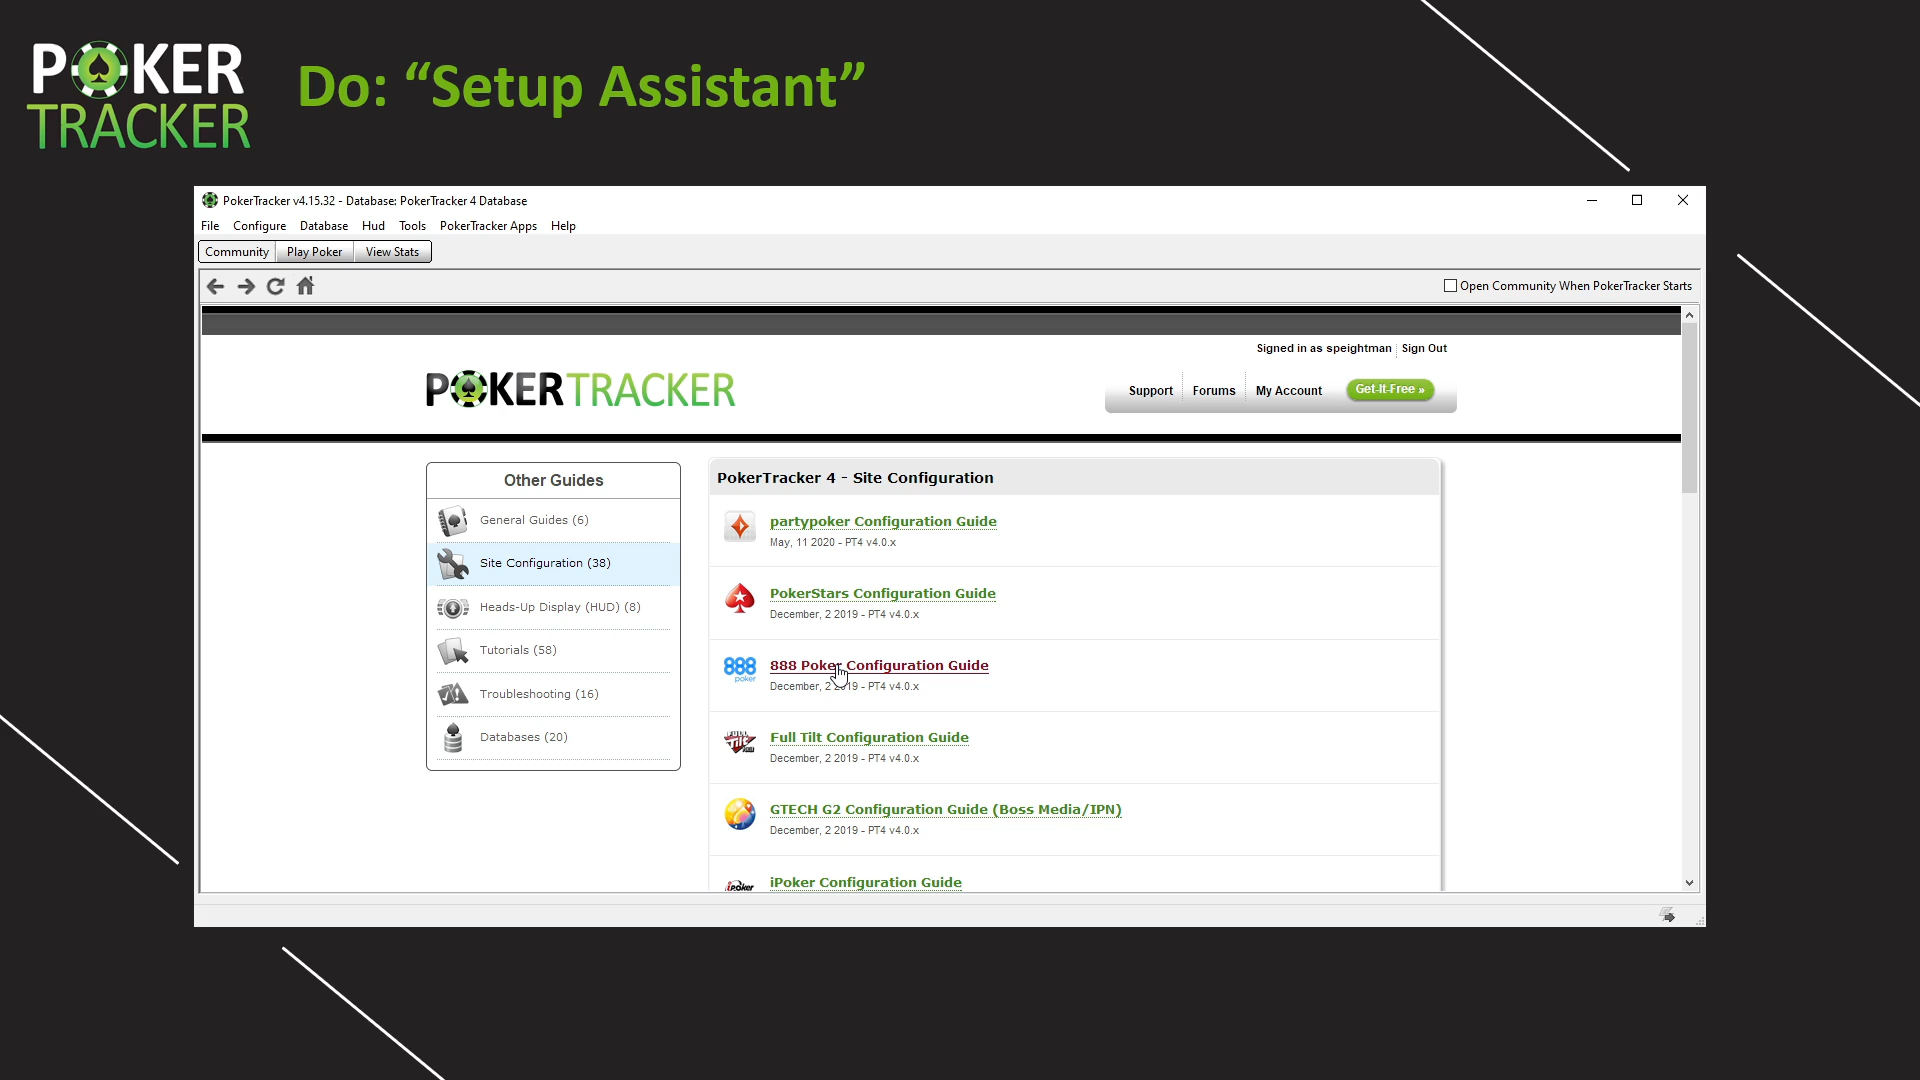 POKER
TRACKER
Do: “Setup Assistant”
PokerTracker v4.15.32 - Database: PokerTracker 4 Database
File Configure Database Hud Tools PokerTracker Apps Help
Community Play Poker View Stats
Open Community When PokerTracker Starts
Signed in as speightman Sign Out
POKERTRACKER
Support Forums My Account Get-It-Free »
Other Guides
General Guides (6)
Site Configuration (38)
Heads-Up Display (HUD) (8)
Tutorials (58)
Troubleshooting (16)
Databases (20)
PokerTracker 4 - Site Configuration
partypoker Configuration Guide
May, 11 2020 - PT4 v4.0.x
PokerStars Configuration Guide
December, 2 2019 - PT4 v4.0.x
888 poker
888 Poker Configuration Guide
December, 2 2019 - PT4 v4.0.x
FULL TILT
Full Tilt Configuration Guide
December, 2 2019 - PT4 v4.0.x
GTECH G2 Configuration Guide (Boss Media/IPN)
December, 2 2019 - PT4 v4.0.x
iPoker
iPoker Configuration Guide